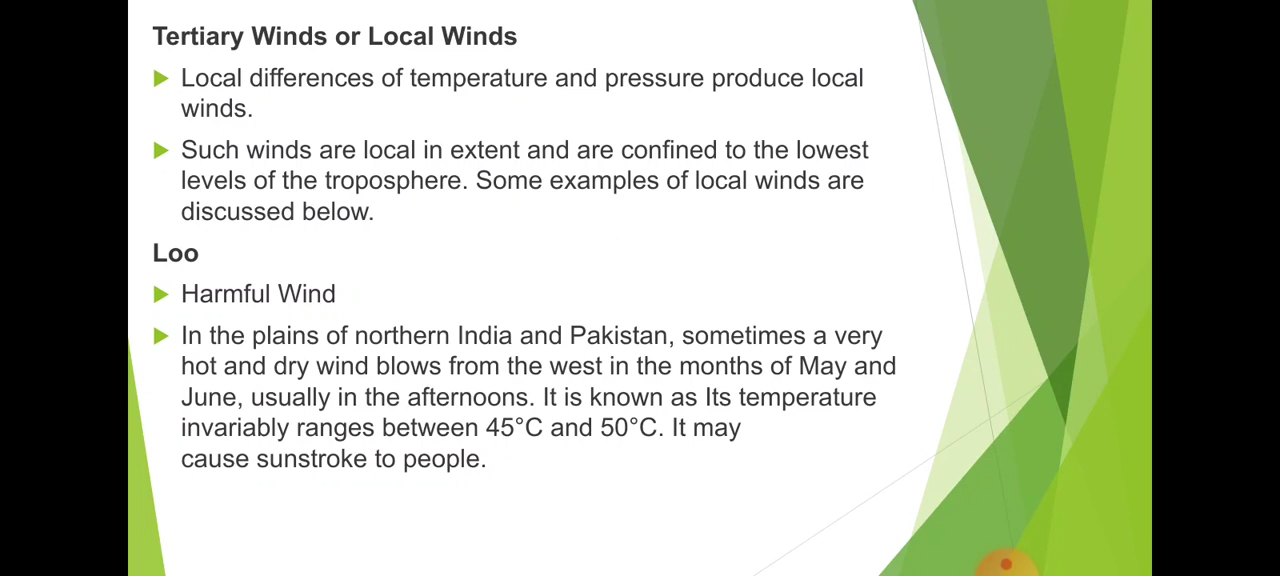 Tertiary Winds or Local Winds
Local differences of temperature and pressure produce local
winds.
Such winds are local in extent and are confined to the lowest
levels of the troposphere. Some examples of local winds are
discussed below.
Loo
Harmful Wind
In the plains of northern India and Pakistan, sometimes a very
hot and dry wind blows from the west in the months of May and
June, usually in the afternoons. It is known as Its temperature
invariably ranges between 45°C and 50°C. It may
cause sunstroke to people.